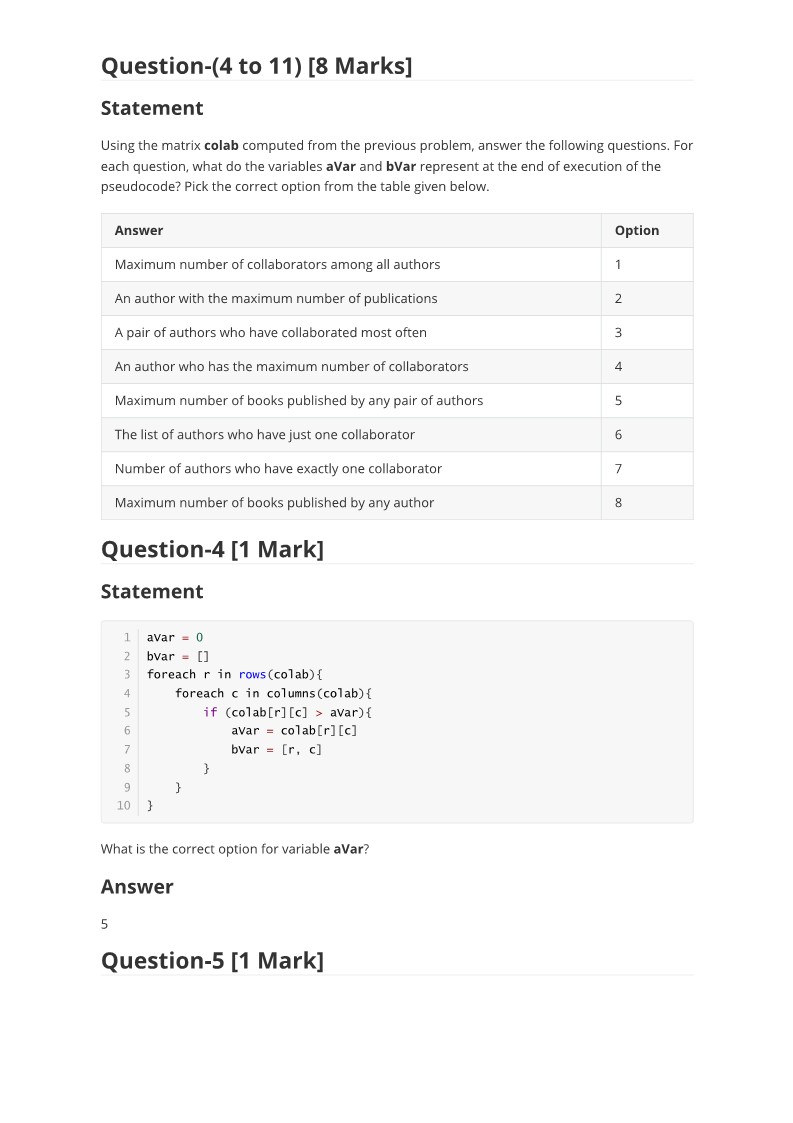 Question-(4 to 11) [8 Marks]
Statement
Using the matrix colab computed from the previous problem, answer the following questions. For
each question, what do the variables aVar and bVar represent at the end of execution of the
pseudocode? Pick the correct option from the table given below.
Answer Option
Maximum number of collaborators among all authors 1
An author with the maximum number of publications 2
A pair of authors who have collaborated most often 3
An author who has the maximum number of collaborators 4
Maximum number of books published by any pair of authors 5
The list of authors who have just one collaborator 6
Number of authors who have exactly one collaborator 7
Maximum number of books published by any author 8
Question-4 [1 Mark]
Statement
1 aVar = 0
2 bVar = []
3 foreach r in rows(colab){
4     foreach c in columns(colab){
5         if (colab[r][c] > aVar){
6             aVar = colab[r][c]
7             bVar = [r, c]
8         }
9     }
10 }
What is the correct option for variable aVar?
Answer
5
Question-5 [1 Mark]